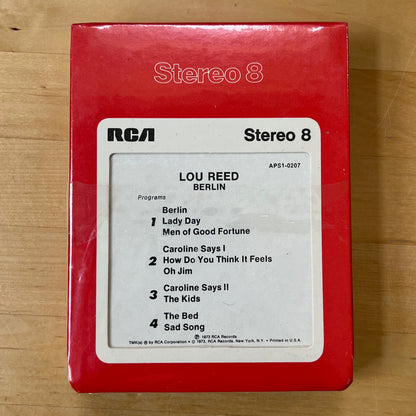 Stereo 8
RCA Stereo 8
APS1-0207
LOU REED
BERLIN
Programs
Berlin
1 Lady Day
Men of Good Fortune
Caroline Says I
2 How Do You Think It Feels
Oh Jim
3 Caroline Says II
The Kids
4 The Bed
Sad Song
Ⓟ 1973 RCA Records
TMK(s) ® by RCA Corporation • © 1973, RCA Records, New York, N.Y. • Printed in U.S.A.